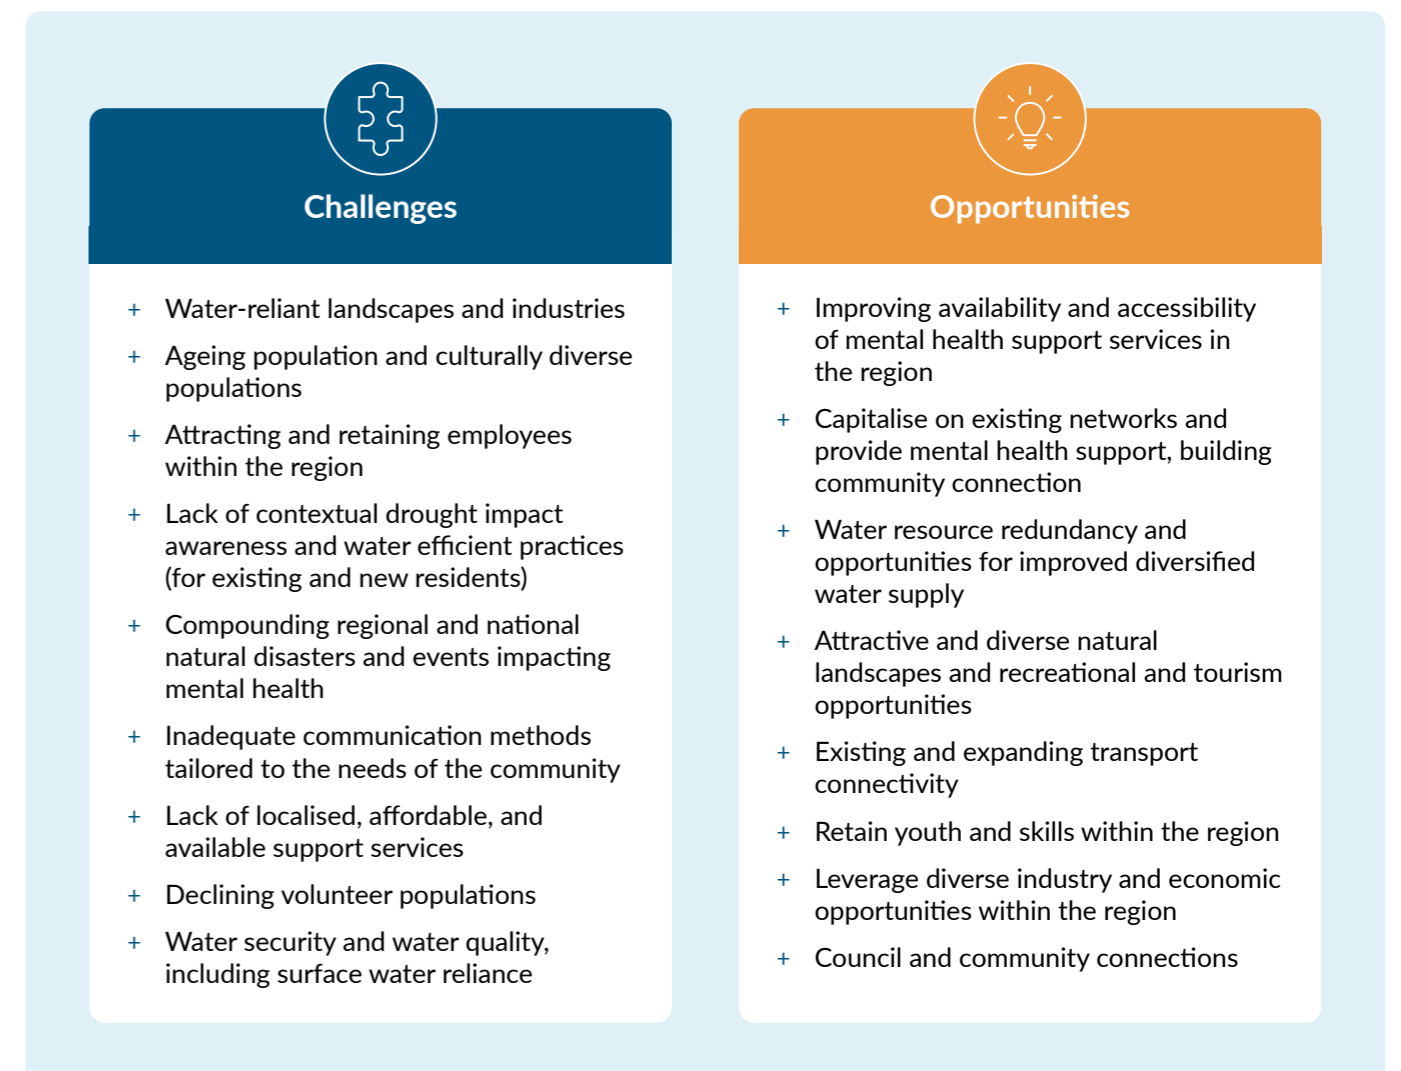 Challenges
+ Water-reliant landscapes and industries
+ Ageing population and culturally diverse
populations
+ Attracting and retaining employees
within the region
+ Lack of contextual drought impact
awareness and water efficient practices
(for existing and new residents)
+ Compounding regional and national
natural disasters and events impacting
mental health
+ Inadequate communication methods
tailored to the needs of the community
+ Lack of localised, affordable, and
available support services
+ Declining volunteer populations
+ Water security and water quality,
including surface water reliance
Opportunities
+ Improving availability and accessibility
of mental health support services in
the region
+ Capitalise on existing networks and
provide mental health support, building
community connection
+ Water resource redundancy and
opportunities for improved diversified
water supply
+ Attractive and diverse natural
landscapes and recreational and tourism
opportunities
+ Existing and expanding transport
connectivity
+ Retain youth and skills within the region
+ Leverage diverse industry and economic
opportunities within the region
+ Council and community connections